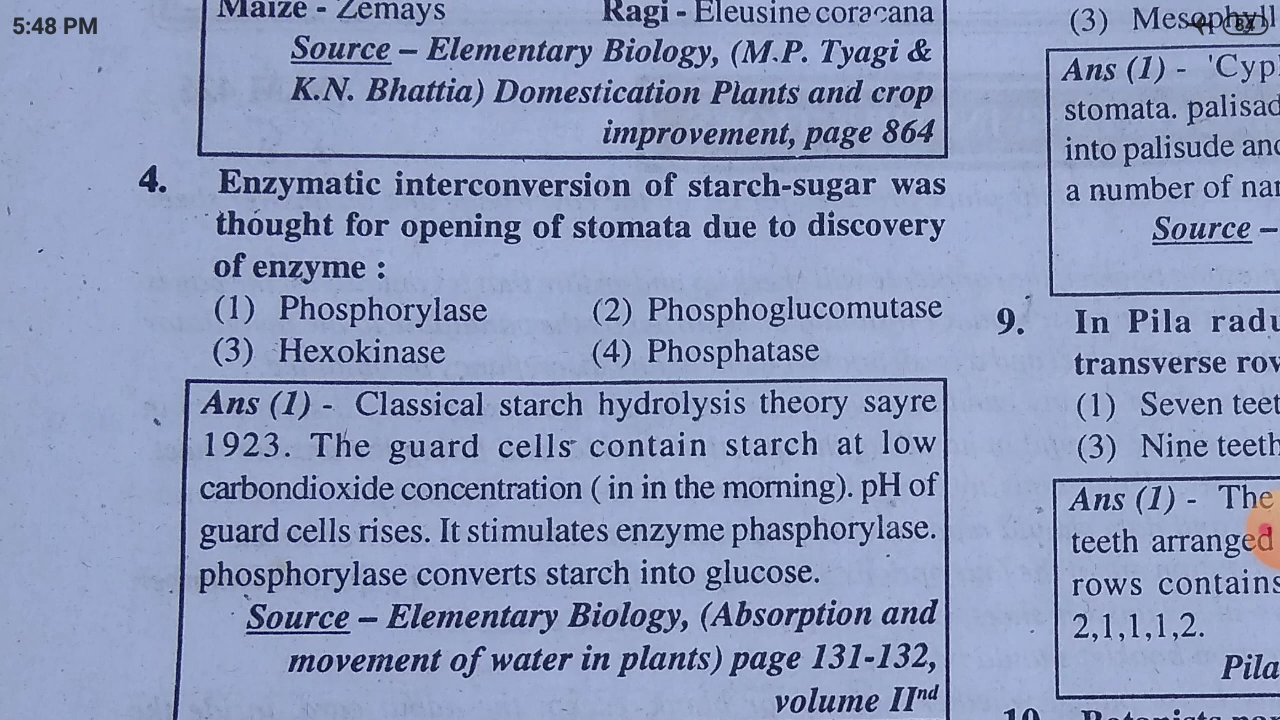 5:48 PM
Maize - Zemays Ragi - Eleusine coracana
Source – Elementary Biology, (M.P. Tyagi &
K.N. Bhattia) Domestication Plants and crop
improvement, page 864
4. Enzymatic interconversion of starch-sugar was
thought for opening of stomata due to discovery
of enzyme :
(1) Phosphorylase (2) Phosphoglucomutase
(3) Hexokinase (4) Phosphatase
Ans (1) - Classical starch hydrolysis theory sayre
1923. The guard cells contain starch at low
carbondioxide concentration ( in in the morning). pH of
guard cells rises. It stimulates enzyme phasphorylase.
phosphorylase converts starch into glucose.
Source – Elementary Biology, (Absorption and
movement of water in plants) page 131-132,
volume IInd
(3) Mesophyll
Ans (1) - 'Cyp
stomata. palisad
into palisude and
a number of nar
Source –
9. In Pila radu
transverse row
(1) Seven teet
(3) Nine teeth
Ans (1) - The
teeth arranged
rows contains
2,1,1,1,2.
Pila
10.